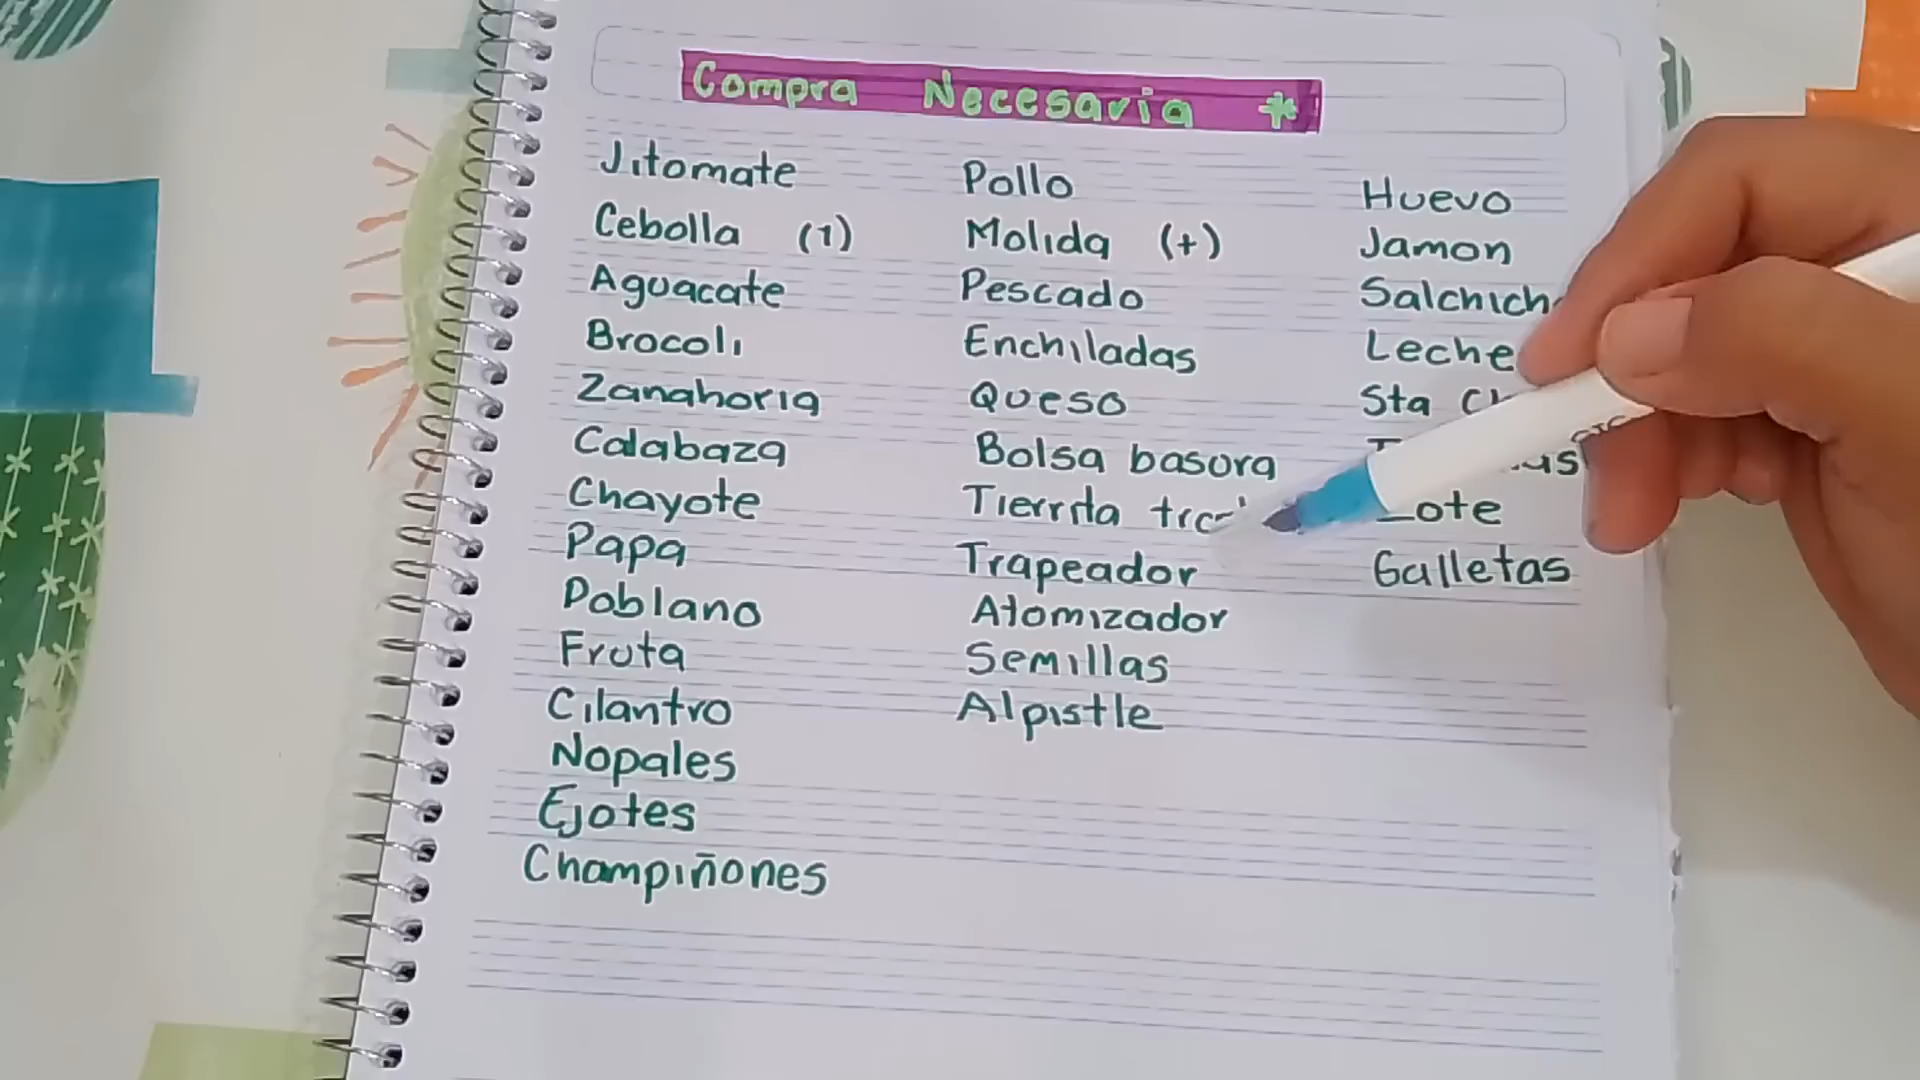 Compra Necesaria *
Jitomate
Cebolla (1)
Aguacate
Brocoli
Zanahoria
Calabaza
Chayote
Papa
Poblano
Fruta
Cilantro
Nopales
Ejotes
Champiñones
Pollo
Molida (+)
Pescado
Enchiladas
Queso
Bolsa basura
Tierrita
Trapeador
Atomizador
Semillas
Alpistle
Huevo
Jamon
Leche
Sta
Galletas